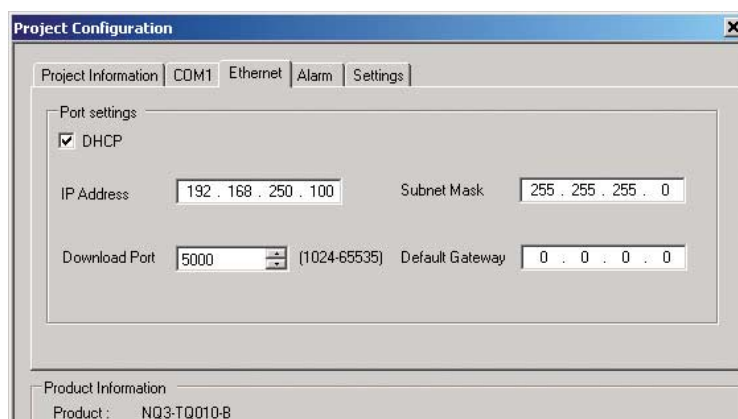 Project Configuration
Project Information COM1 Ethernet Alarm Settings
Port settings
DHCP
IP Address 192 . 168 . 250 . 100 Subnet Mask 255 . 255 . 255 . 0
Download Port 5000 (1024-65535) Default Gateway 0 . 0 . 0 . 0
Product Information
Product : NQ3-TQ010-B